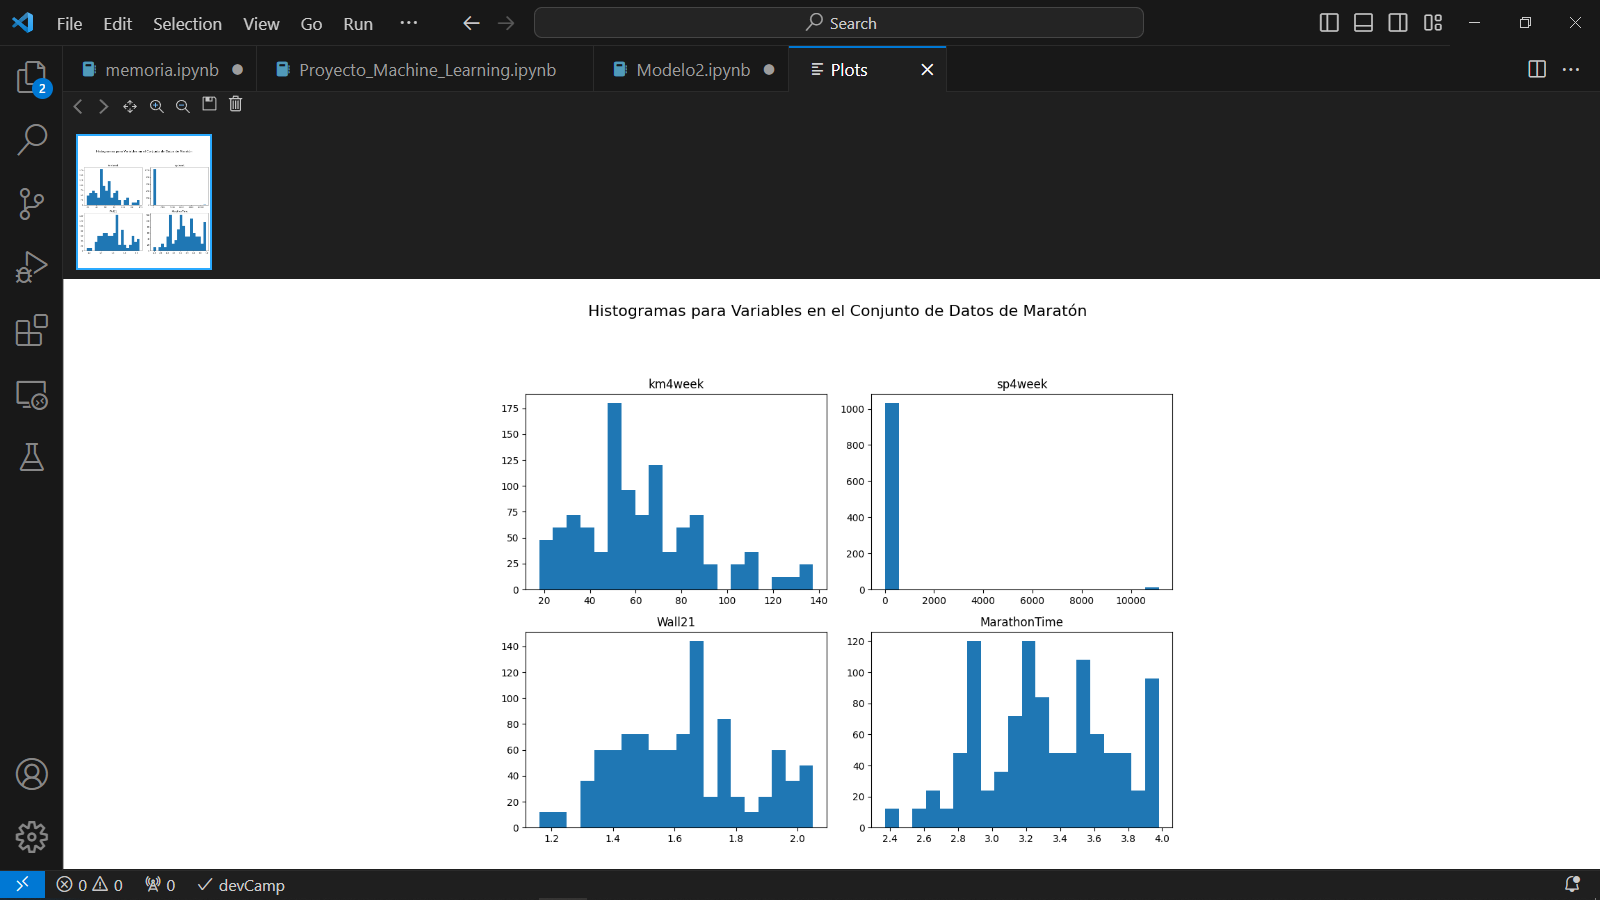 File Edit Selection View Go Run ··· Search
memoria.ipynb Proyecto_Machine_Learning.ipynb Modelo2.ipynb Plots
2
Histogramas para Variables en el Conjunto de Datos de Maratón
km4week
175
150
125
100
75
50
25
0
20 40 60 80 100 120 140
sp4week
1000
800
600
400
200
0
0 2000 4000 6000 8000 10000
Wall21
140
120
100
80
60
40
20
0
1.2 1.4 1.6 1.8 2.0
MarathonTime
120
100
80
60
40
20
0
2.4 2.6 2.8 3.0 3.2 3.4 3.6 3.8 4.0
0 0 0 devCamp